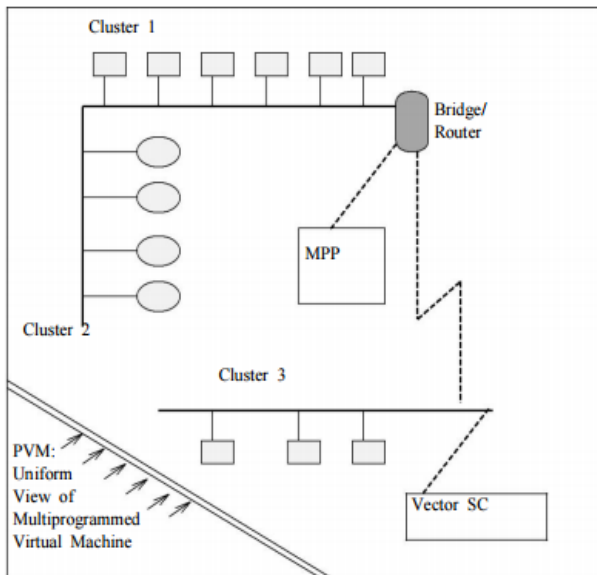 Cluster 1
Bridge/
Router
MPP
Cluster 2
Cluster 3
PVM:
Uniform
View of
Multiprogrammed
Virtual Machine
Vector SC